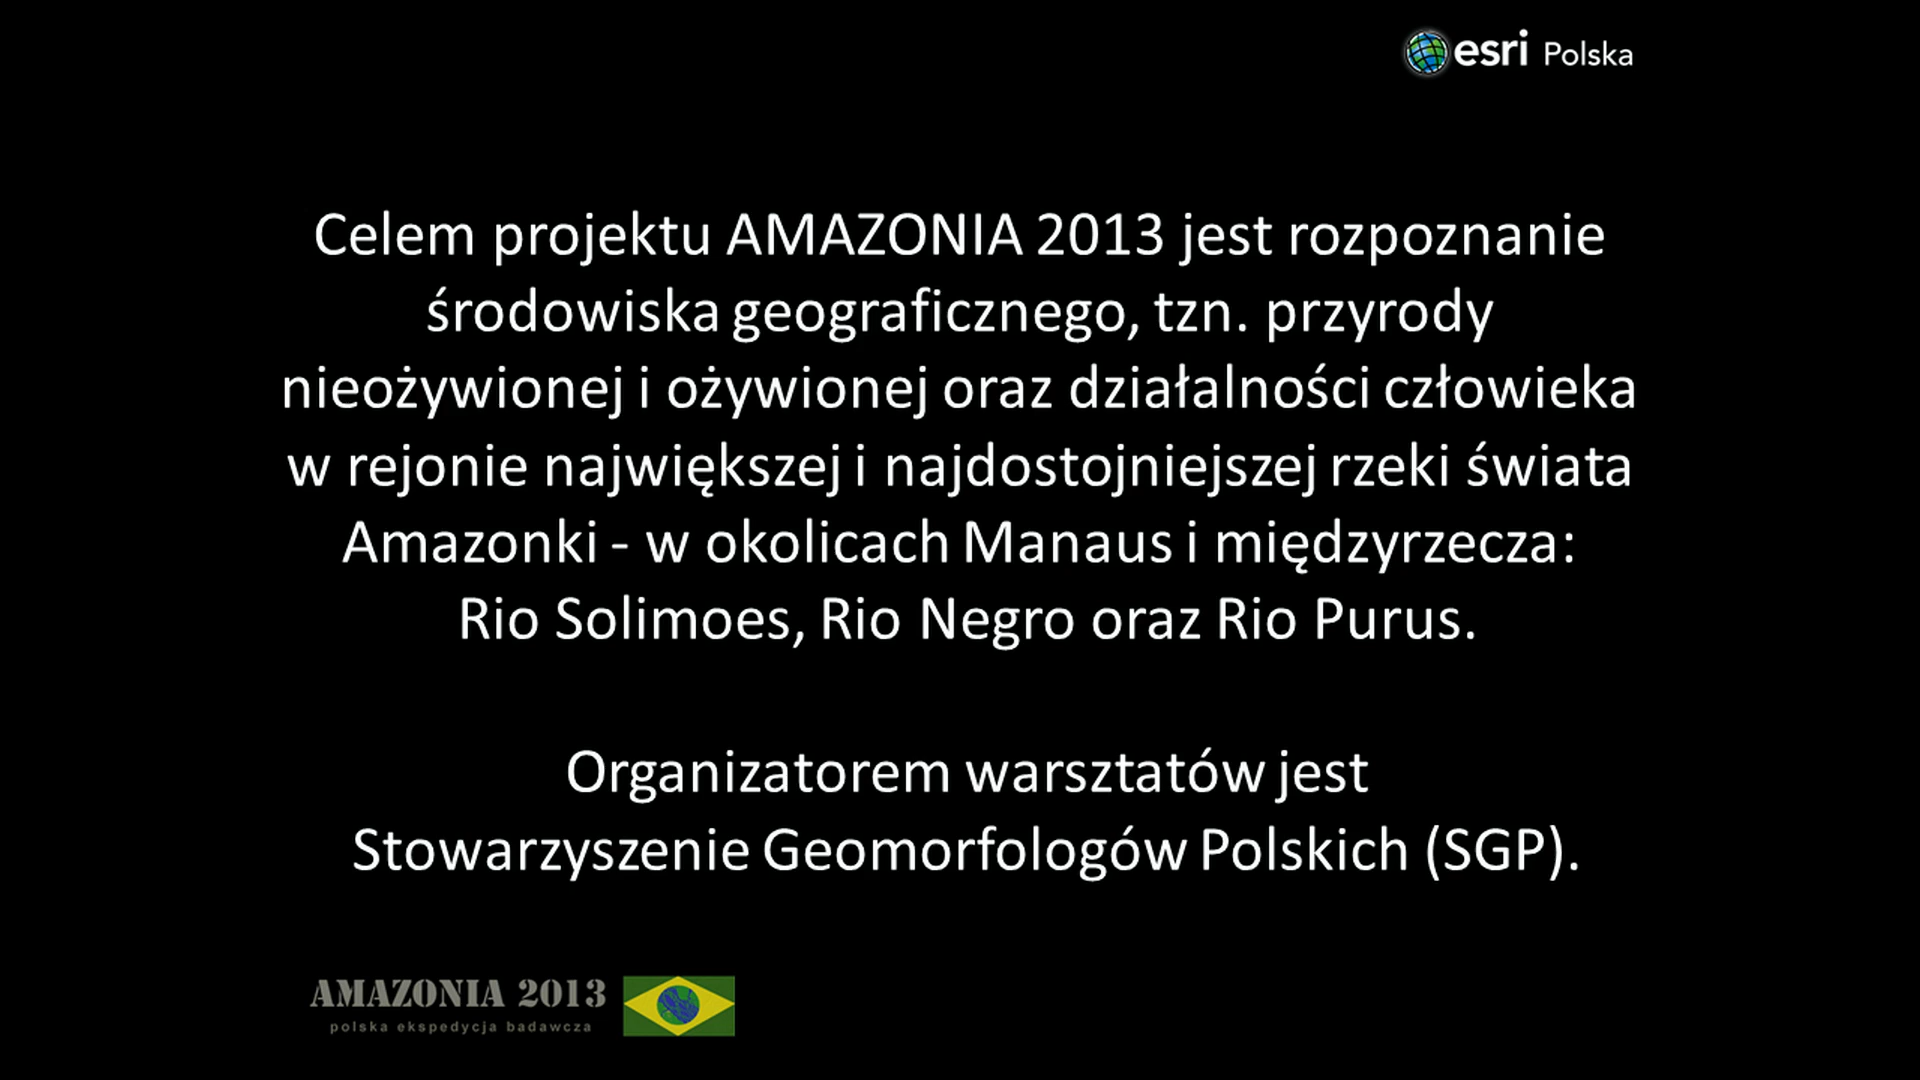 esri Polska
Celem projektu AMAZONIA 2013 jest rozpoznanie
środowiska geograficznego, tzn. przyrody
nieożywionej i ożywionej oraz działalności człowieka
w rejonie największej i najdostojniejszej rzeki świata
Amazonki - w okolicach Manaus i międzyrzecza:
Rio Solimoes, Rio Negro oraz Rio Purus.
Organizatorem warsztatów jest
Stowarzyszenie Geomorfologów Polskich (SGP).
AMAZONIA 2013
polska ekspedycja badawcza